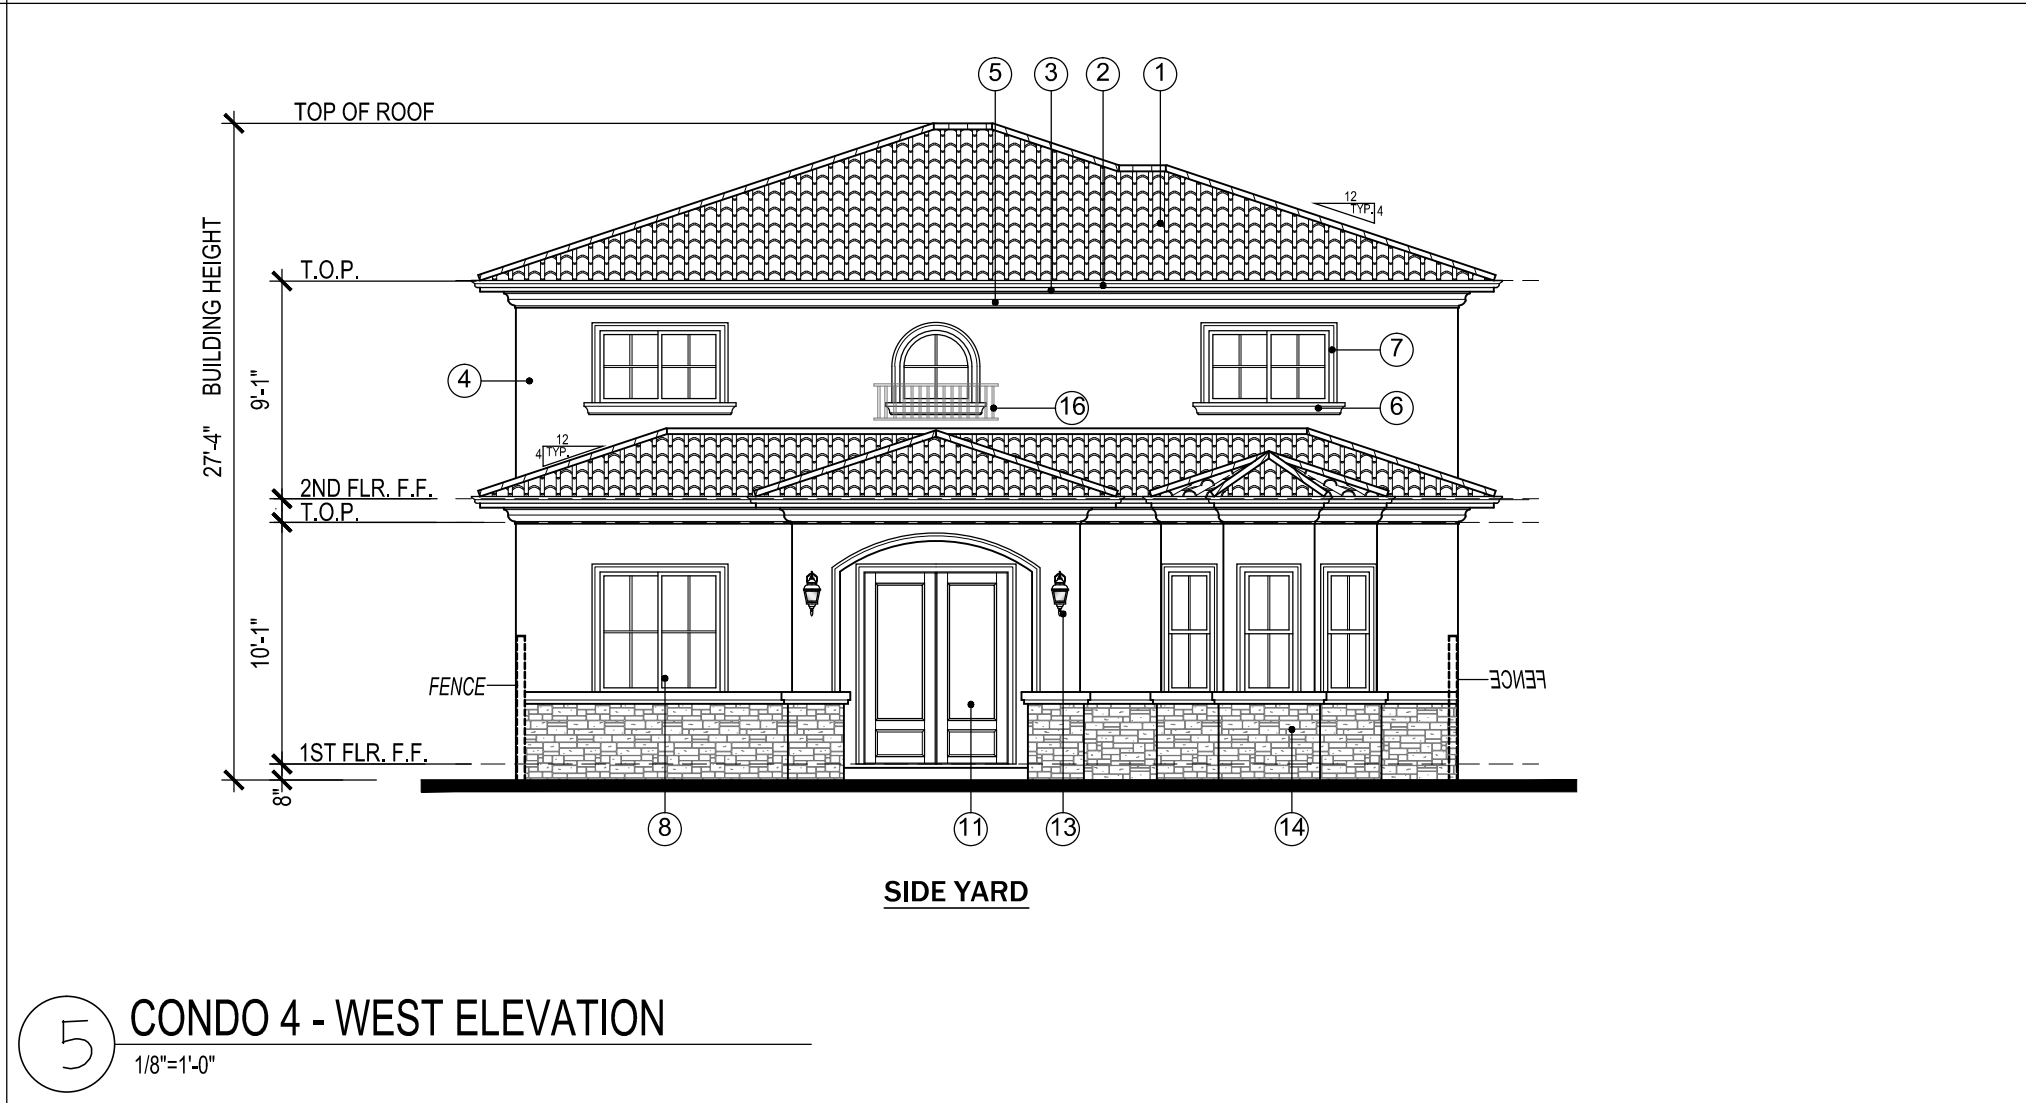 5 3 2 1
TOP OF ROOF
12
TYP. 4
T.O.P.
27'-4" BUILDING HEIGHT
9'-1"
7
4
16
6
12
4 TYP.
2ND FLR. F.F.
T.O.P.
10'-1"
FENCE
FENCE
1ST FLR. F.F.
8"
8 11 13 14
SIDE YARD
5
CONDO 4 - WEST ELEVATION
1/8"=1'-0"